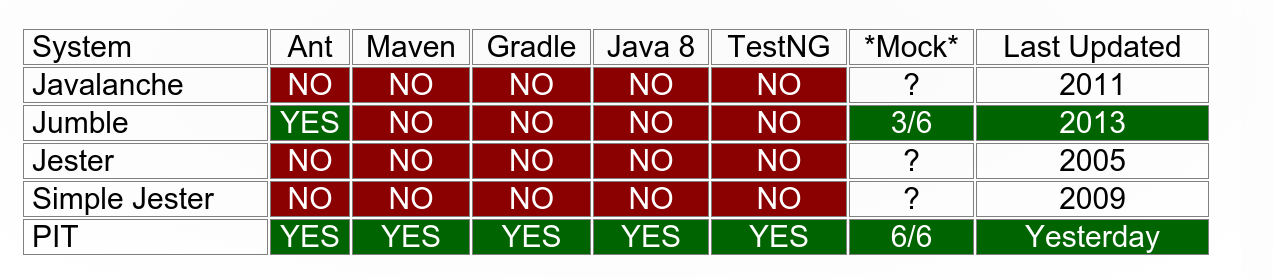 System Ant Maven Gradle Java 8 TestNG *Mock* Last Updated
Javalanche NO NO NO NO NO ? 2011
Jumble YES NO NO NO NO 3/6 2013
Jester NO NO NO NO NO ? 2005
Simple Jester NO NO NO NO NO ? 2009
PIT YES YES YES YES YES 6/6 Yesterday